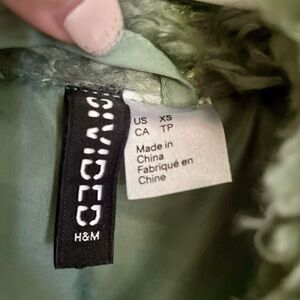 DIVIDED
H&M
US XS
CA TP
Made in
China
Fabriqué en
Chine